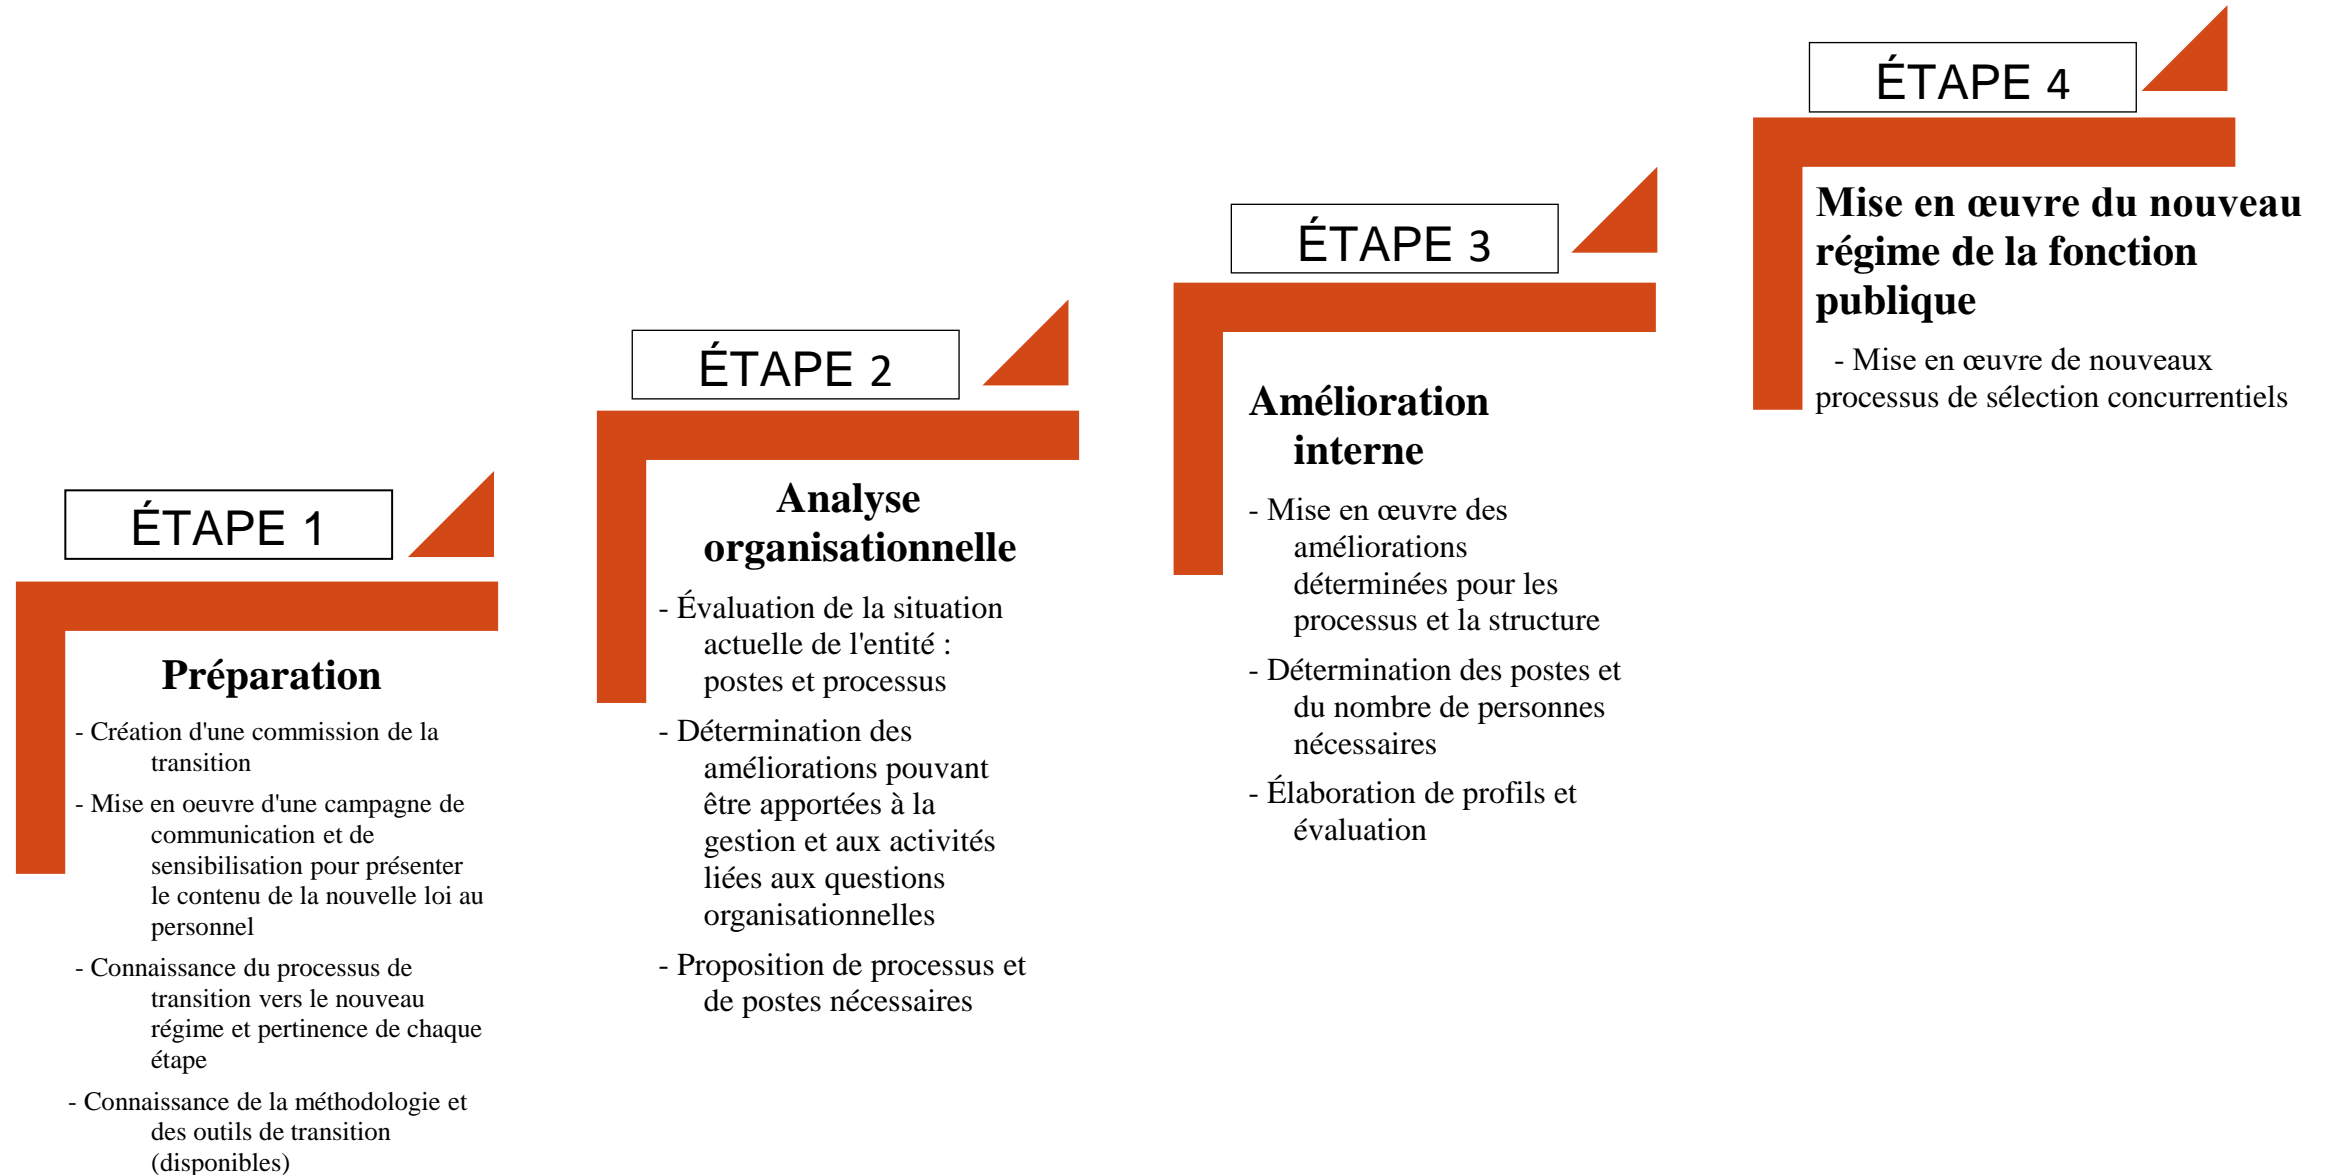 ÉTAPE 1
Préparation
- Création d'une commission de la
transition
- Mise en oeuvre d'une campagne de
communication et de
sensibilisation pour présenter
le contenu de la nouvelle loi au
personnel
- Connaissance du processus de
transition vers le nouveau
régime et pertinence de chaque
étape
- Connaissance de la méthodologie et
des outils de transition
(disponibles)
ÉTAPE 2
Analyse
organisationnelle
- Évaluation de la situation
actuelle de l'entité :
postes et processus
- Détermination des
améliorations pouvant
être apportées à la
gestion et aux activités
liées aux questions
organisationnelles
- Proposition de processus et
de postes nécessaires
ÉTAPE 3
Amélioration
interne
- Mise en œuvre des
améliorations
déterminées pour les
processus et la structure
- Détermination des postes et
du nombre de personnes
nécessaires
- Élaboration de profils et
évaluation
ÉTAPE 4
Mise en œuvre du nouveau
régime de la fonction
publique
- Mise en œuvre de nouveaux
processus de sélection concurrentiels